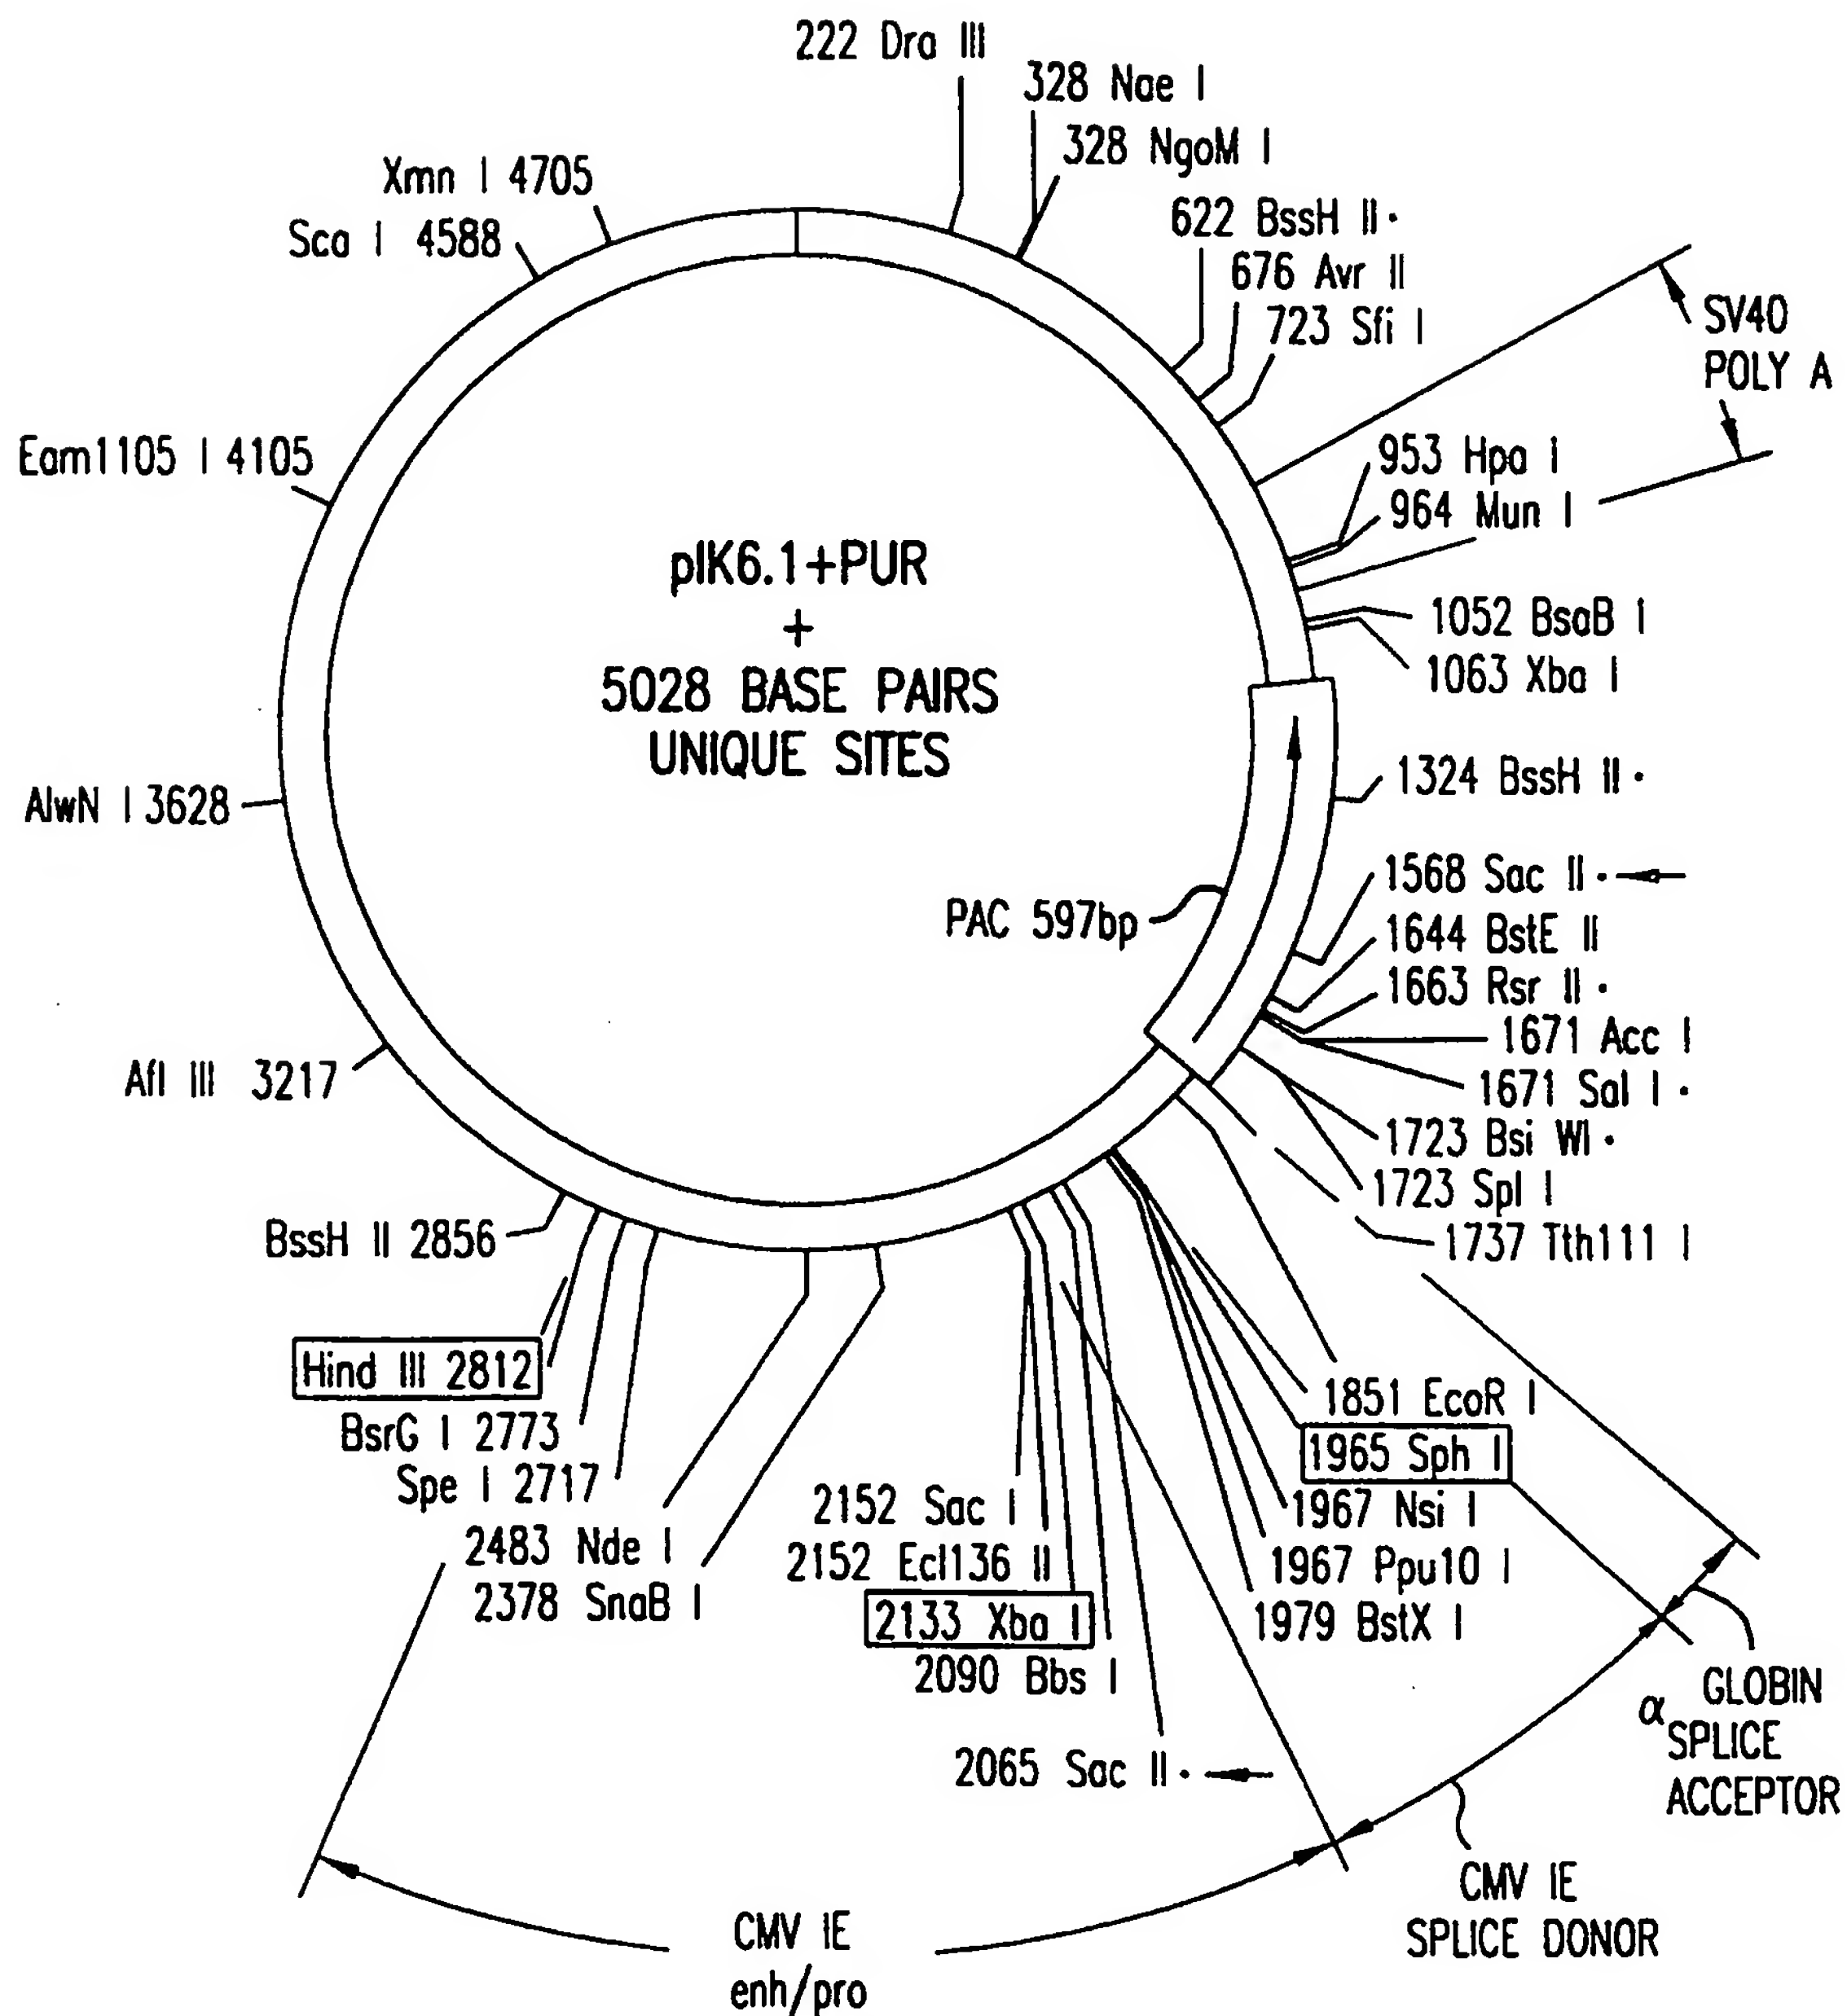 222 Dra III
328 Nae I
328 NgoM I
622 BssH II·
676 Avr II
723 Sfi I
SV40
POLY A
953 Hpa I
964 Mun I
1052 BsaB I
1063 Xba I
1324 BssH II·
1568 Sac II·
1644 BstE II
1663 Rsr II·
1671 Acc I
1671 Sal I·
1723 Bsi WI·
1723 Spl I
1737 Tth111 I
1851 EcoR I
1965 Sph I
1967 Nsi I
1967 Ppu10 I
1979 BstX I
α GLOBIN
SPLICE
ACCEPTOR
CMV IE
SPLICE DONOR
2065 Sac II·
2090 Bbs I
2133 Xba I
2152 Ecl136 II
2152 Sac I
CMV IE
enh/pro
2378 SnaB I
2483 Nde I
Spe I 2717
BsrG I 2773
Hind III 2812
BssH II 2856
Afl III 3217
AlwN I 3628
Eam1105 I 4105
Sca I 4588
Xmn I 4705
pIK6.1+PUR
+
5028 BASE PAIRS
UNIQUE SITES
PAC 597bp